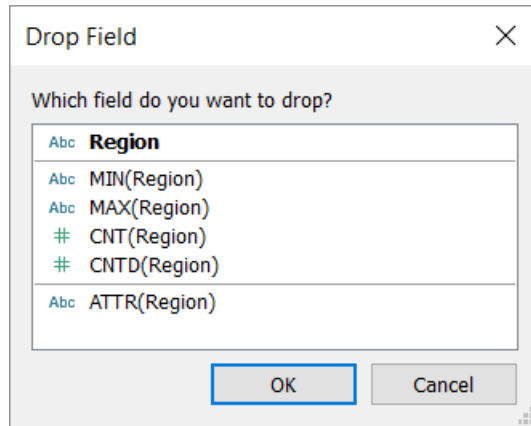 Drop Field
Which field do you want to drop?
Abc Region
Abc MIN(Region)
Abc MAX(Region)
# CNT(Region)
# CNTD(Region)
Abc ATTR(Region)
OK Cancel